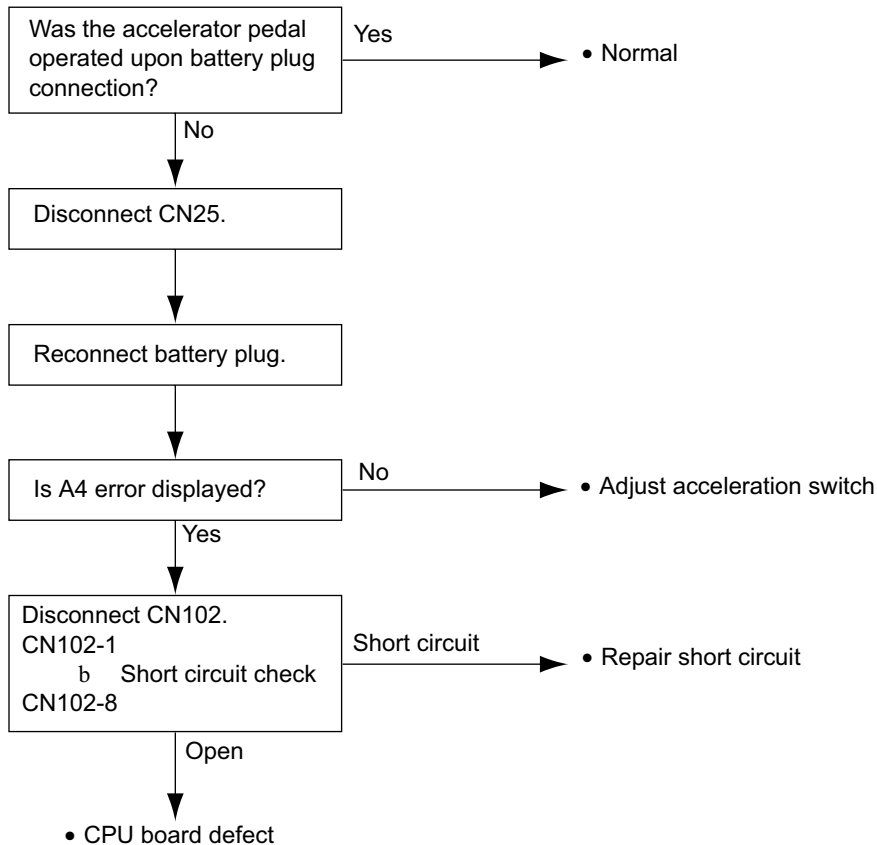 Was the accelerator pedal
operated upon battery plug
connection?
Yes
• Normal
No
Disconnect CN25.
Reconnect battery plug.
Is A4 error displayed?
No
• Adjust acceleration switch
Yes
Disconnect CN102.
CN102-1
b Short circuit check
CN102-8
Short circuit
• Repair short circuit
Open
• CPU board defect